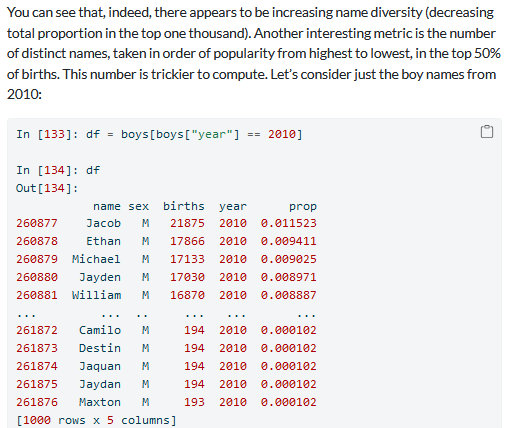 You can see that, indeed, there appears to be increasing name diversity (decreasing
total proportion in the top one thousand). Another interesting metric is the number
of distinct names, taken in order of popularity from highest to lowest, in the top 50%
of births. This number is trickier to compute. Let's consider just the boy names from
2010:
In [133]: df = boys[boys["year"] == 2010]
In [134]: df
Out[134]:
name sex births year prop
260877 Jacob M 21875 2010 0.011523
260878 Ethan M 17866 2010 0.009411
260879 Michael M 17133 2010 0.009025
260880 Jayden M 17030 2010 0.008971
260881 William M 16870 2010 0.008887
... ... .. ... ... ...
261872 Camilo M 194 2010 0.000102
261873 Destin M 194 2010 0.000102
261874 Jaquan M 194 2010 0.000102
261875 Jaydan M 194 2010 0.000102
261876 Maxton M 193 2010 0.000102
[1000 rows x 5 columns]